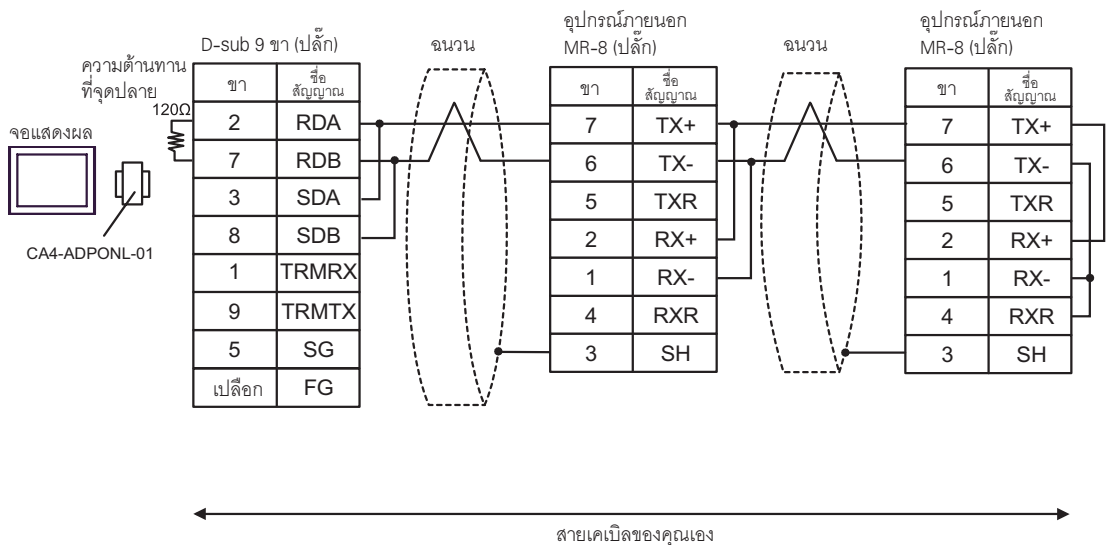 อุปกรณ์ภายนอก
MR-8 (ปลั๊ก)
อุปกรณ์ภายนอก
MR-8 (ปลั๊ก)
D-sub 9 ขา (ปลั๊ก)
ฉนวน
ฉนวน
ความต้านทาน
ที่จุดปลาย
120Ω
จอแสดงผล
CA4-ADPONL-01
ขา ชื่อสัญญาณ
2 RDA
7 RDB
3 SDA
8 SDB
1 TRMRX
9 TRMTX
5 SG
เปลือก FG
ขา ชื่อสัญญาณ
7 TX+
6 TX-
5 TXR
2 RX+
1 RX-
4 RXR
3 SH
ขา ชื่อสัญญาณ
7 TX+
6 TX-
5 TXR
2 RX+
1 RX-
4 RXR
3 SH
สายเคเบิลของคุณเอง